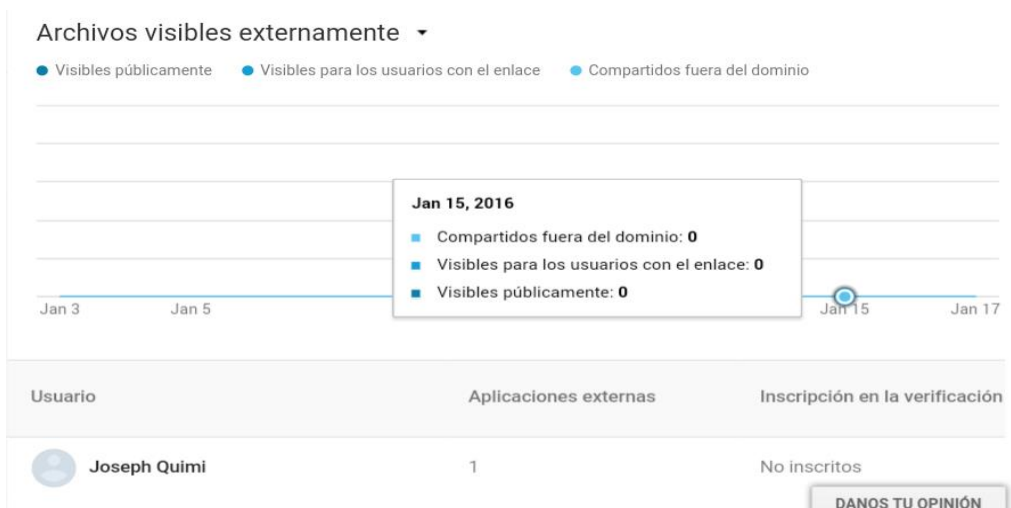 Archivos visibles externamente
Visibles públicamente Visibles para los usuarios con el enlace Compartidos fuera del dominio
Jan 15, 2016
Compartidos fuera del dominio: 0
Visibles para los usuarios con el enlace: 0
Visibles públicamente: 0
Jan 3 Jan 5 Jan 15 Jan 17
Usuario Aplicaciones externas Inscripción en la verificación
Joseph Quimi 1 No inscritos
DANOS TU OPINIÓN